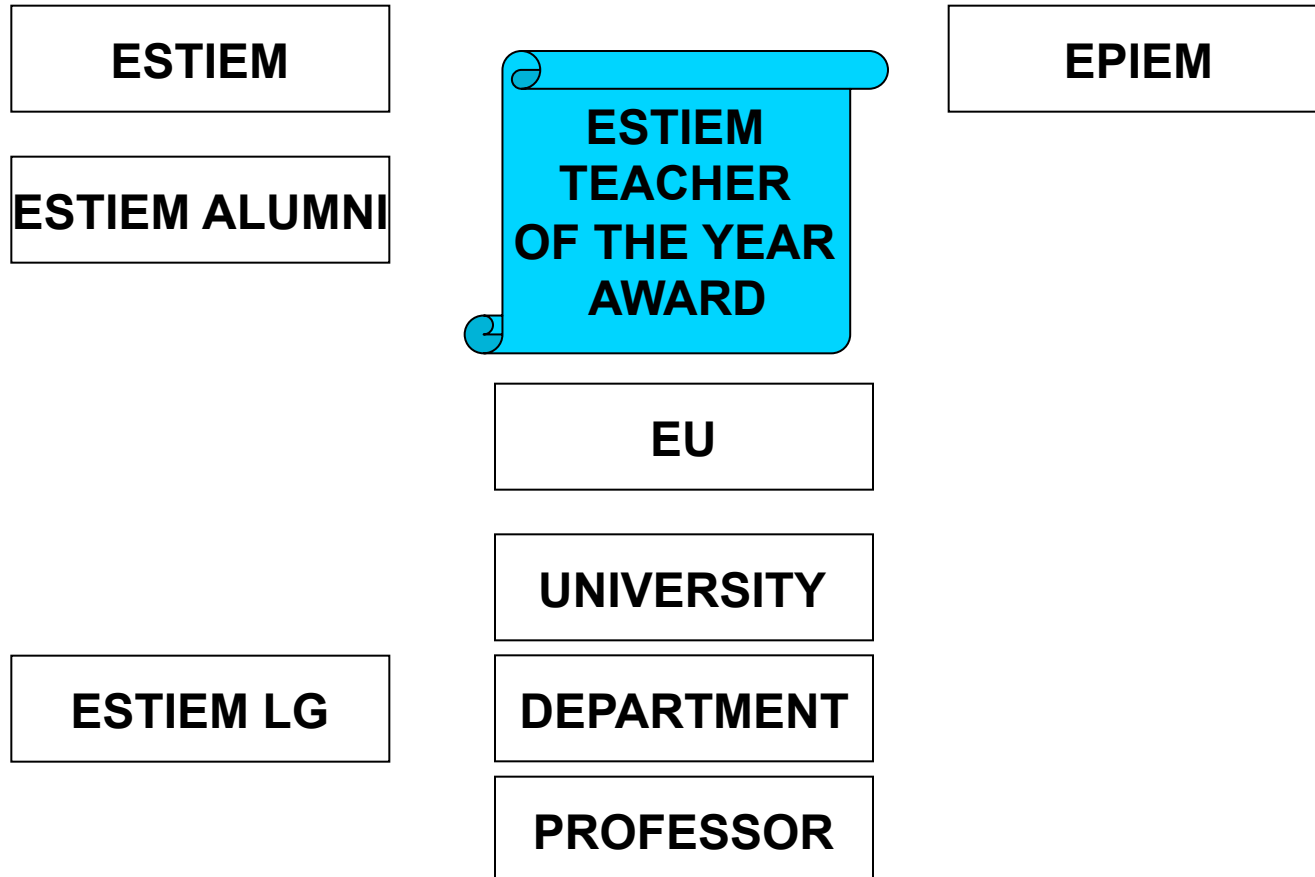 ESTIEM
EPIEM
ESTIEM
TEACHER
OF THE YEAR
AWARD
ESTIEM ALUMNI
EU
UNIVERSITY
ESTIEM LG
DEPARTMENT
PROFESSOR